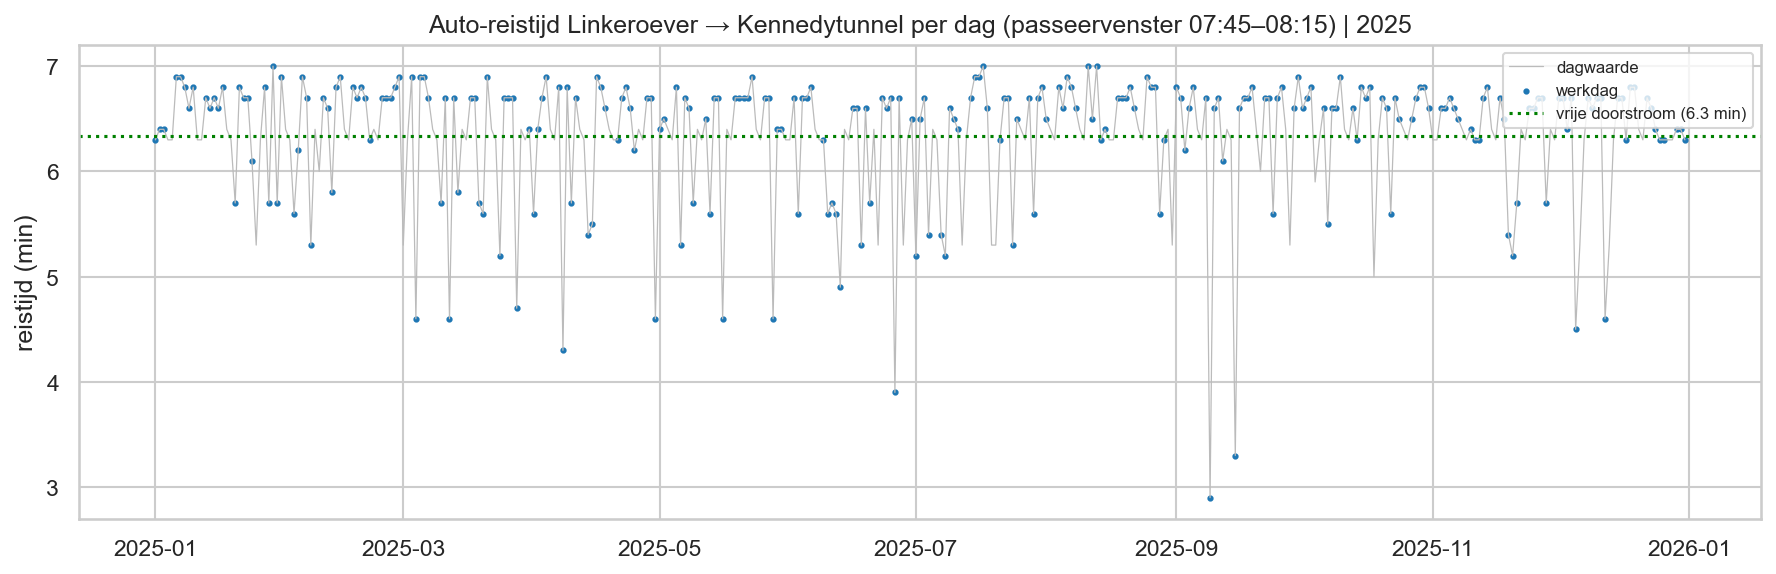 Auto-reistijd Linkeroever → Kennedytunnel per dag (passeervenster 07:45–08:15) | 2025
dagwaarde
werkdag
vrije doorstroom (6.3 min)
reistijd (min)
7
6
5
4
3
2025-01
2025-03
2025-05
2025-07
2025-09
2025-11
2026-01